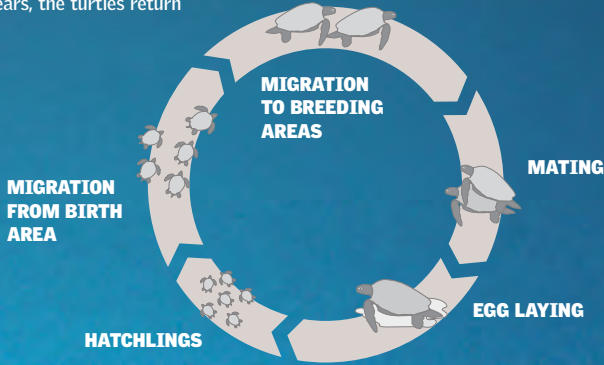 ears, the turtles return
MIGRATION
TO BREEDING
AREAS
MATING
EGG LAYING
HATCHLINGS
MIGRATION
FROM BIRTH
AREA